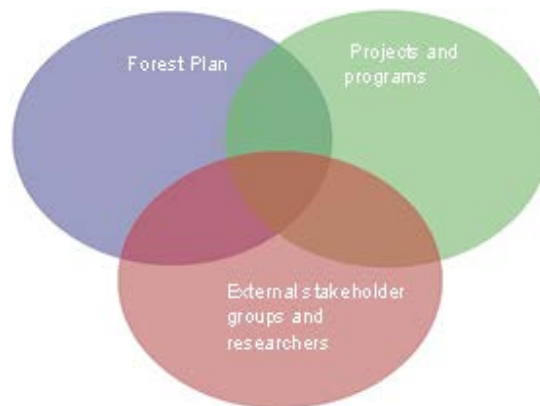 Forest Plan
Projects and
programs
External stakeholder
groups and
researchers